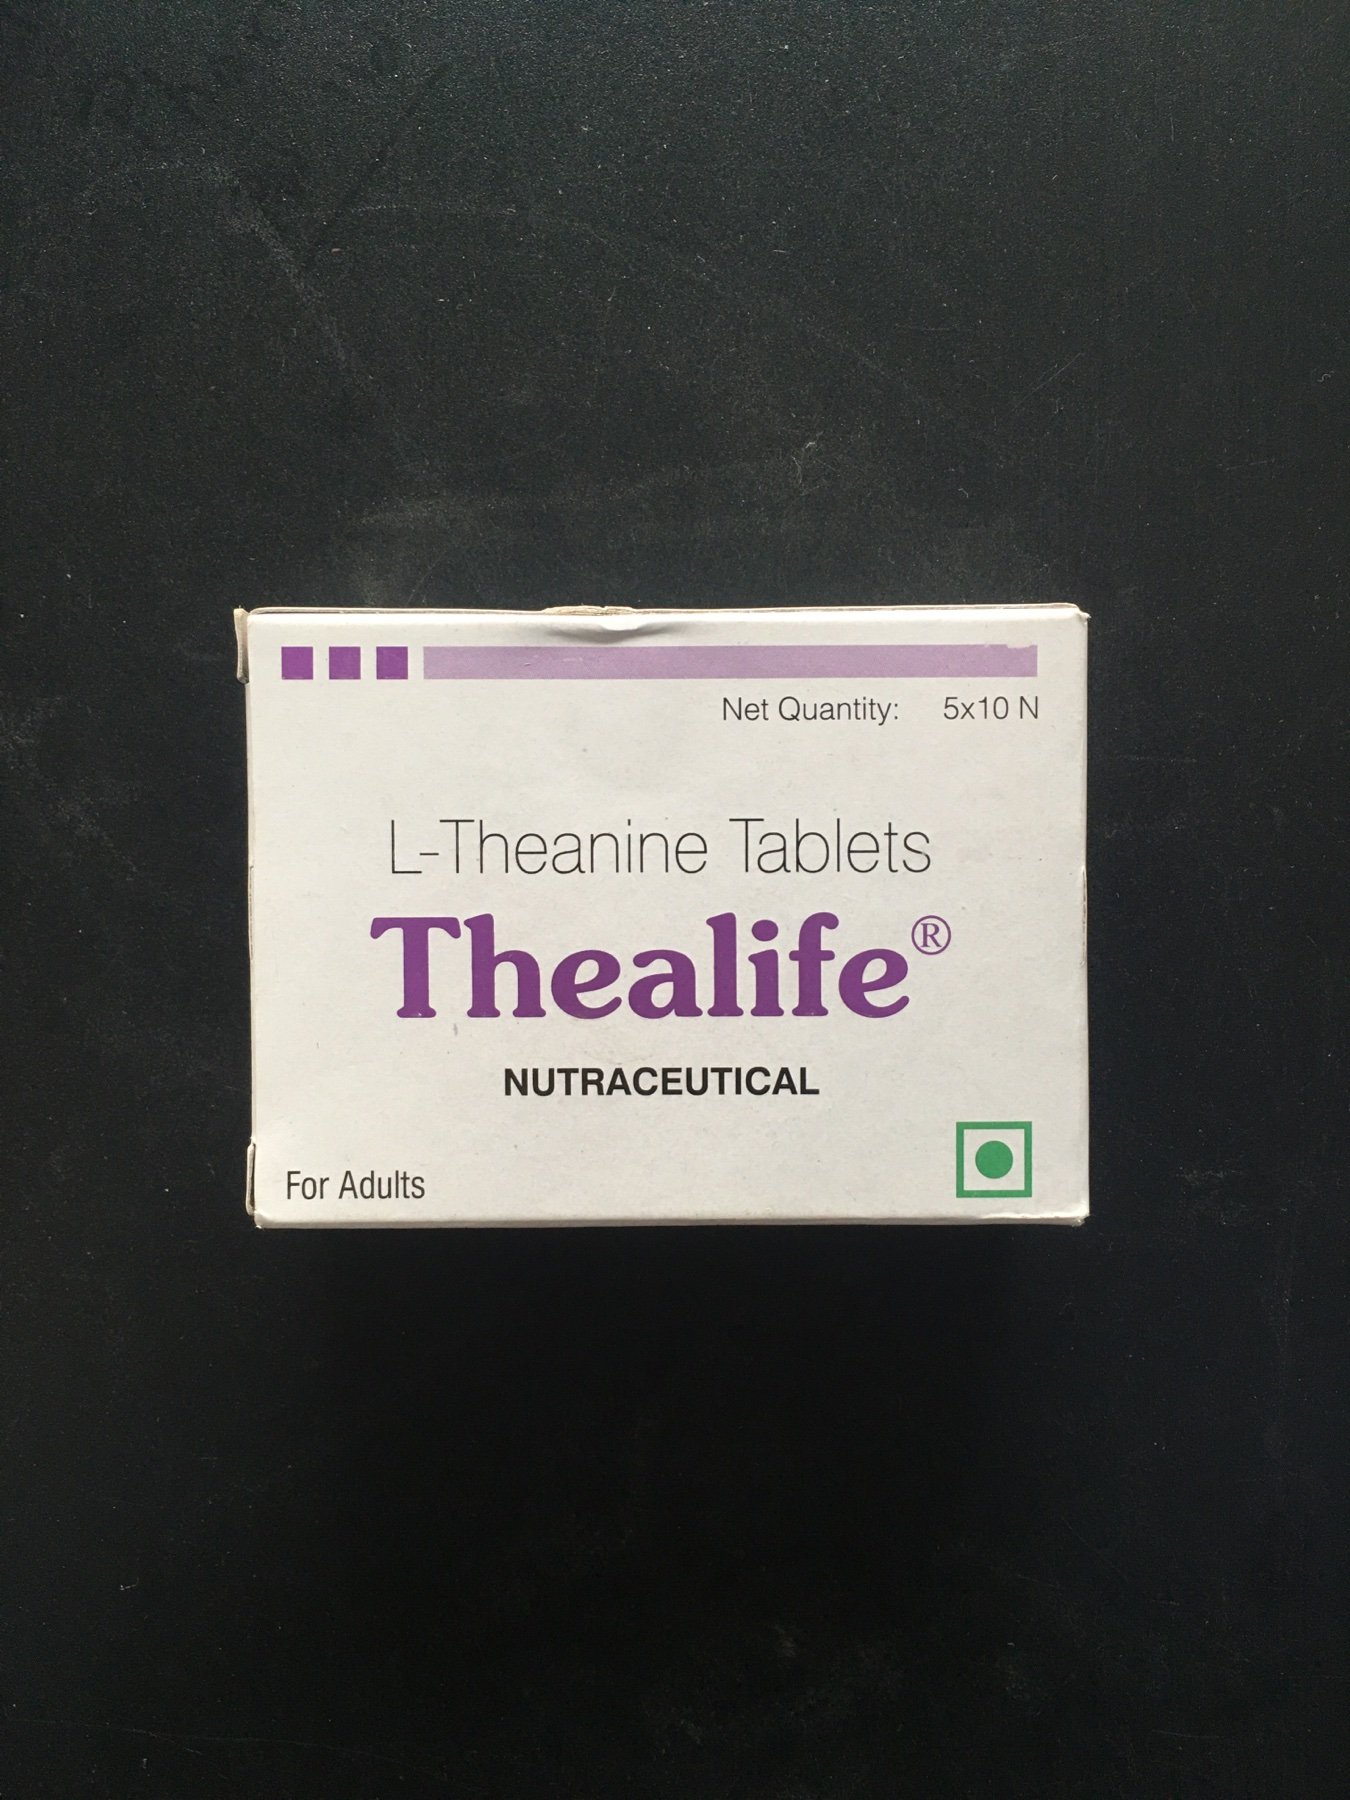 Net Quantity: 5x10 N
L-Theanine Tablets
Thealife®
NUTRACEUTICAL
For Adults